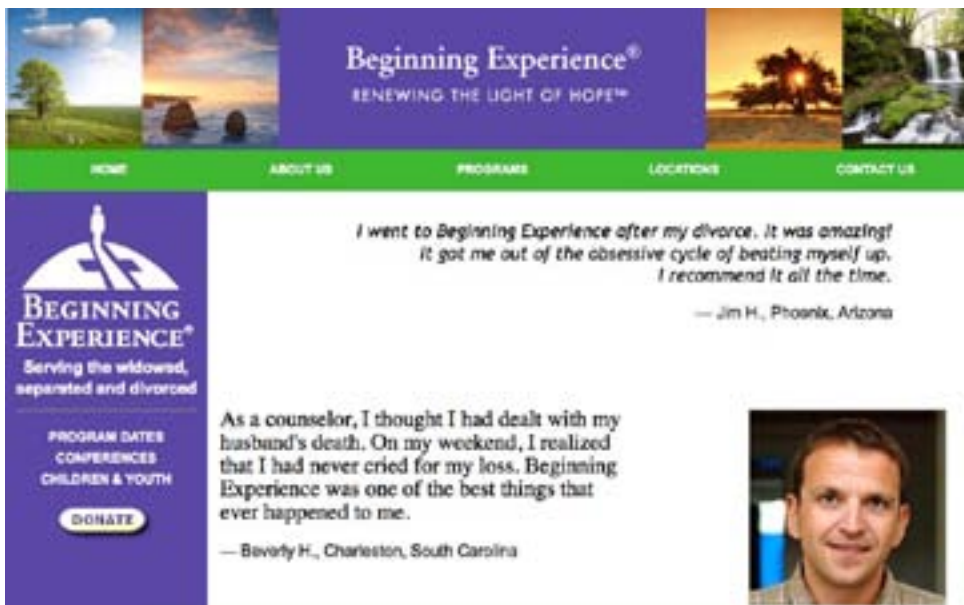 Beginning Experience®
RENEWING THE LIGHT OF HOPE™
HOME ABOUT US PROGRAMS LOCATIONS CONTACT US
BEGINNING
EXPERIENCE®
Serving the widowed,
separated and divorced
PROGRAM DATES
CONFERENCES
CHILDREN & YOUTH
DONATE
I went to Beginning Experience after my divorce. It was amazing!
It got me out of the obsessive cycle of beating myself up.
I recommend it all the time.
— Jim H., Phoenix, Arizona
As a counselor, I thought I had dealt with my
husband's death. On my weekend, I realized
that I had never cried for my loss. Beginning
Experience was one of the best things that
ever happened to me.
— Beverly H., Charleston, South Carolina